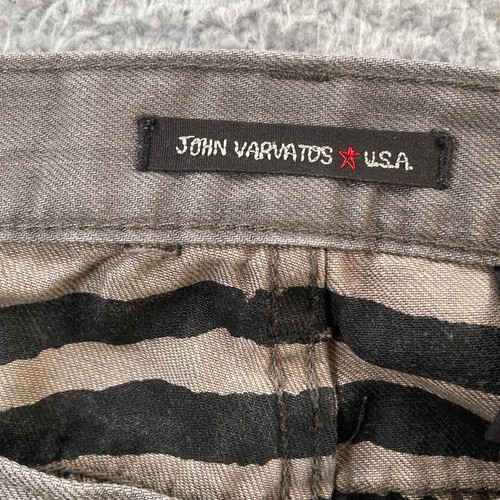 JOHN VARVATOS ★ U.S.A.